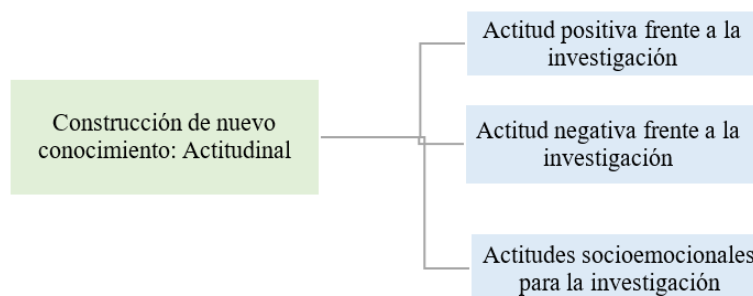 Actitud positiva frente a la
investigación
Construcción de nuevo
conocimiento: Actitudinal
Actitud negativa frente a la
investigación
Actitudes socioemocionales
para la investigación